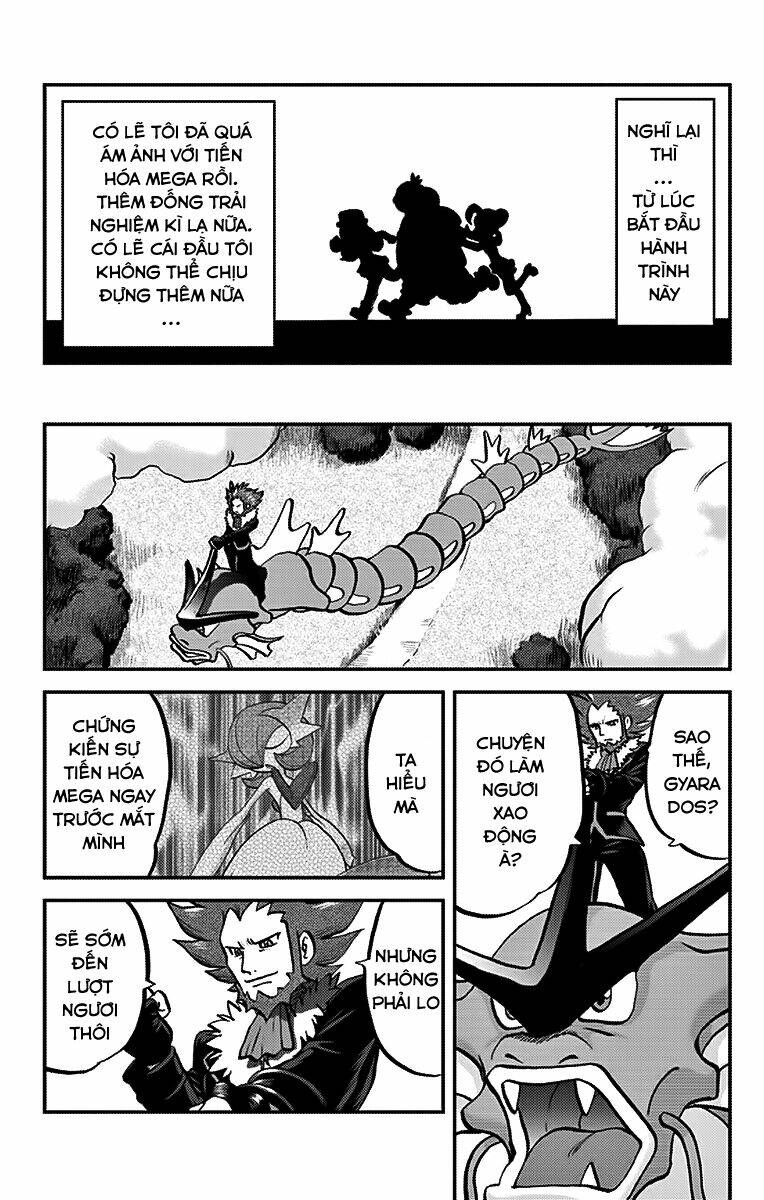 NGHĨ LẠI
THÌ
...
TỪ LÚC
BẮT ĐẦU
HÀNH
TRÌNH
NÀY
CÓ LẼ TÔI ĐÃ QUÁ
ÁM ẢNH VỚI TIẾN
HÓA MEGA RỒI.
THÊM ĐỐNG TRẢI
NGHIỆM KÌ LẠ NỮA.
CÓ LẼ CÁI ĐẦU TÔI
KHÔNG THỂ CHỊU
ĐỰNG THÊM NỮA
...
SAO
THẾ,
GYARA
DOS?
CHUYỆN
ĐÓ LÀM
NGƯƠI
XAO
ĐỘNG
À?
TA
HIỂU
MÀ
CHỨNG
KIẾN SỰ
TIẾN HÓA
MEGA NGAY
TRƯỚC MẮT
MÌNH
NHƯNG
KHÔNG
PHẢI LO
SẼ SỚM
ĐẾN
LƯỢT
NGƯƠI
THÔI